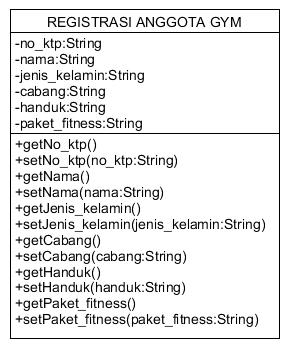 REGISTRASI ANGGOTA GYM
-no_ktp:String
-nama:String
-jenis_kelamin:String
-cabang:String
-handuk:String
-paket_fitness:String
+getNo_ktp()
+setNo_ktp(no_ktp:String)
+getNama()
+setNama(nama:String)
+getJenis_kelamin()
+setJenis_kelamin(jenis_kelamin:String)
+getCabang()
+setCabang(cabang:String)
+getHanduk()
+setHanduk(handuk:String)
+getPaket_fitness()
+setPaket_fitness(paket_fitness:String)